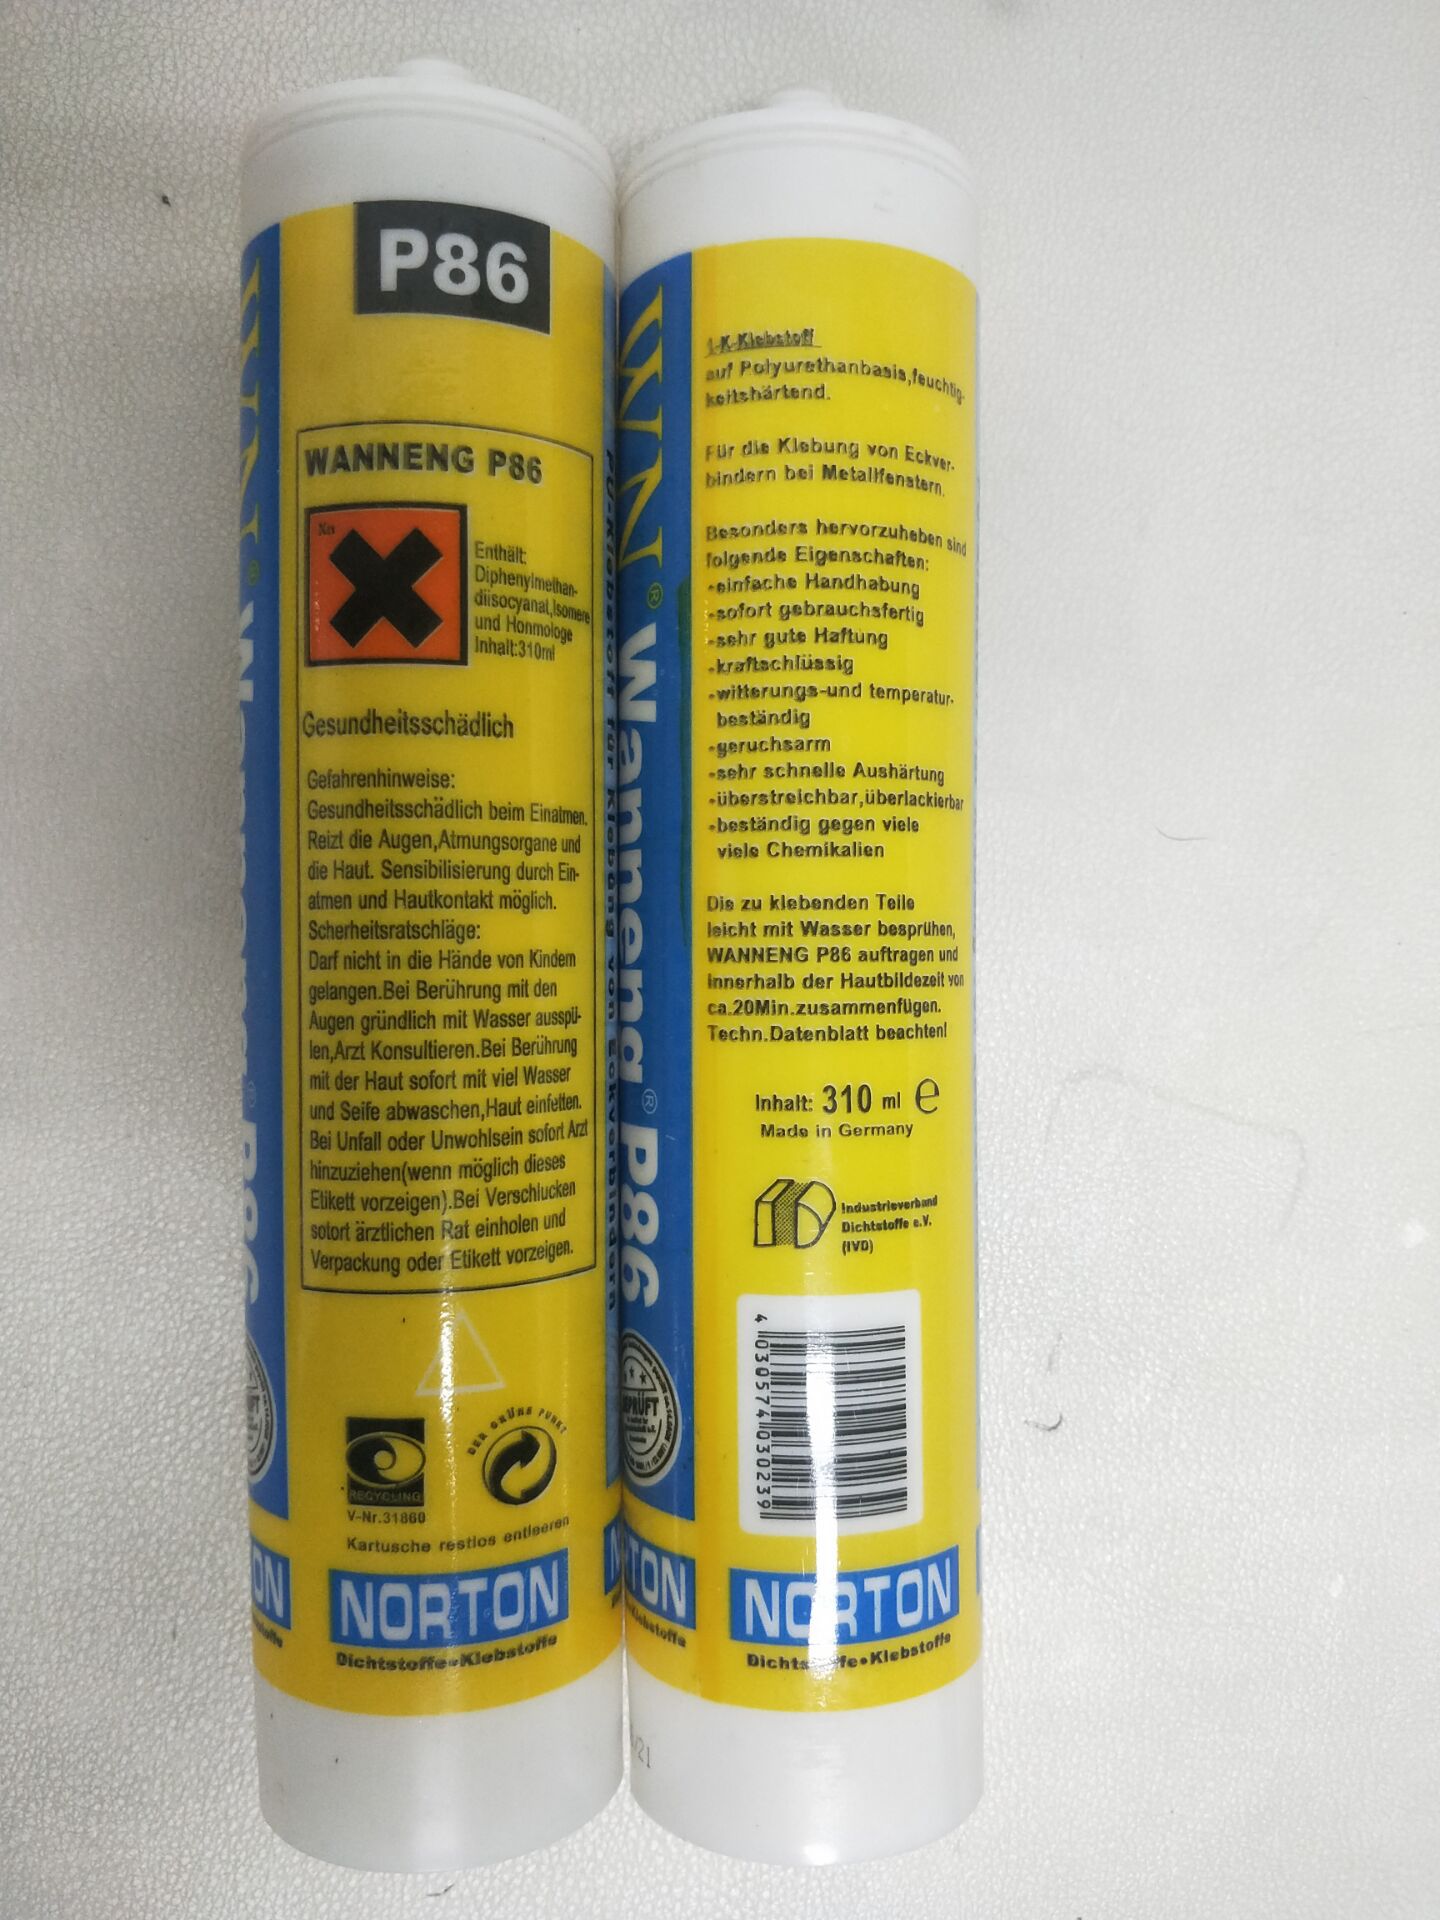 P86
WANNENG P86
Xn
Enthält:
Diphenylmethan-
diisocyanat,Isomere
und Honmologe
Inhalt:310ml
Gesundheitsschädlich
Gefahrenhinweise:
Gesundheitsschädlich beim Einatmen.
Reizt die Augen,Atmungsorgane und
die Haut. Sensibilisierung durch Ein-
atmen und Hautkontakt möglich.
Scherheitsratschläge:
Darf nicht in die Hände von Kindern
gelangen.Bei Berührung mit den
Augen gründlich mit Wasser ausspü-
len,Arzt Konsultieren.Bei Berührung
mit der Haut sofort mit viel Wasser
und Seife abwaschen,Haut einfetten.
Bei Unfall oder Unwohlsein sofort Arzt
hinzuziehen(wenn möglich dieses
Etikett vorzeigen).Bei Verschlucken
sotort ärztlichen Rat einholen und
Verpackung oder Etikett vorzeigen.
RECYCLING
V-Nr.31860
DER GRÜNE PUNKT
Kartusche restlos entleeren
NORTON
Dichtstoffe•Klebstoffe
PU-Klebstoff für Klebung von Eckverbindern
WN® Wanneng® P86
GEPRÜFT
1-K-Klebstoff
auf Polyurethanbasis,feuchtig-
keitshärtend.
Für die Klebung von Eckver-
bindern bei Metallfenstern.
Besonders hervorzuheben sind
folgende Eigenschaften:
-einfache Handhabung
-sofort gebrauchsfertig
-sehr gute Haftung
-kraftschlüssig
-witterungs-und temperatur-
beständig
-geruchsarm
-sehr schnelle Aushärtung
-überstreichbar,überlackierbar
-beständig gegen viele
viele Chemikalien
Die zu klebenden Teile
leicht mit Wasser besprühen,
WANNENG P86 auftragen und
innerhalb der Hautbildezeit von
ca.20Min.zusammenfügen.
Techn.Datenblatt beachten!
Inhalt: 310 ml e
Made in Germany
Industrieverband
Dichtstoffe e.V.
(IVD)
4 030574 030239
NORTON
Dichtstoffe•Klebstoffe